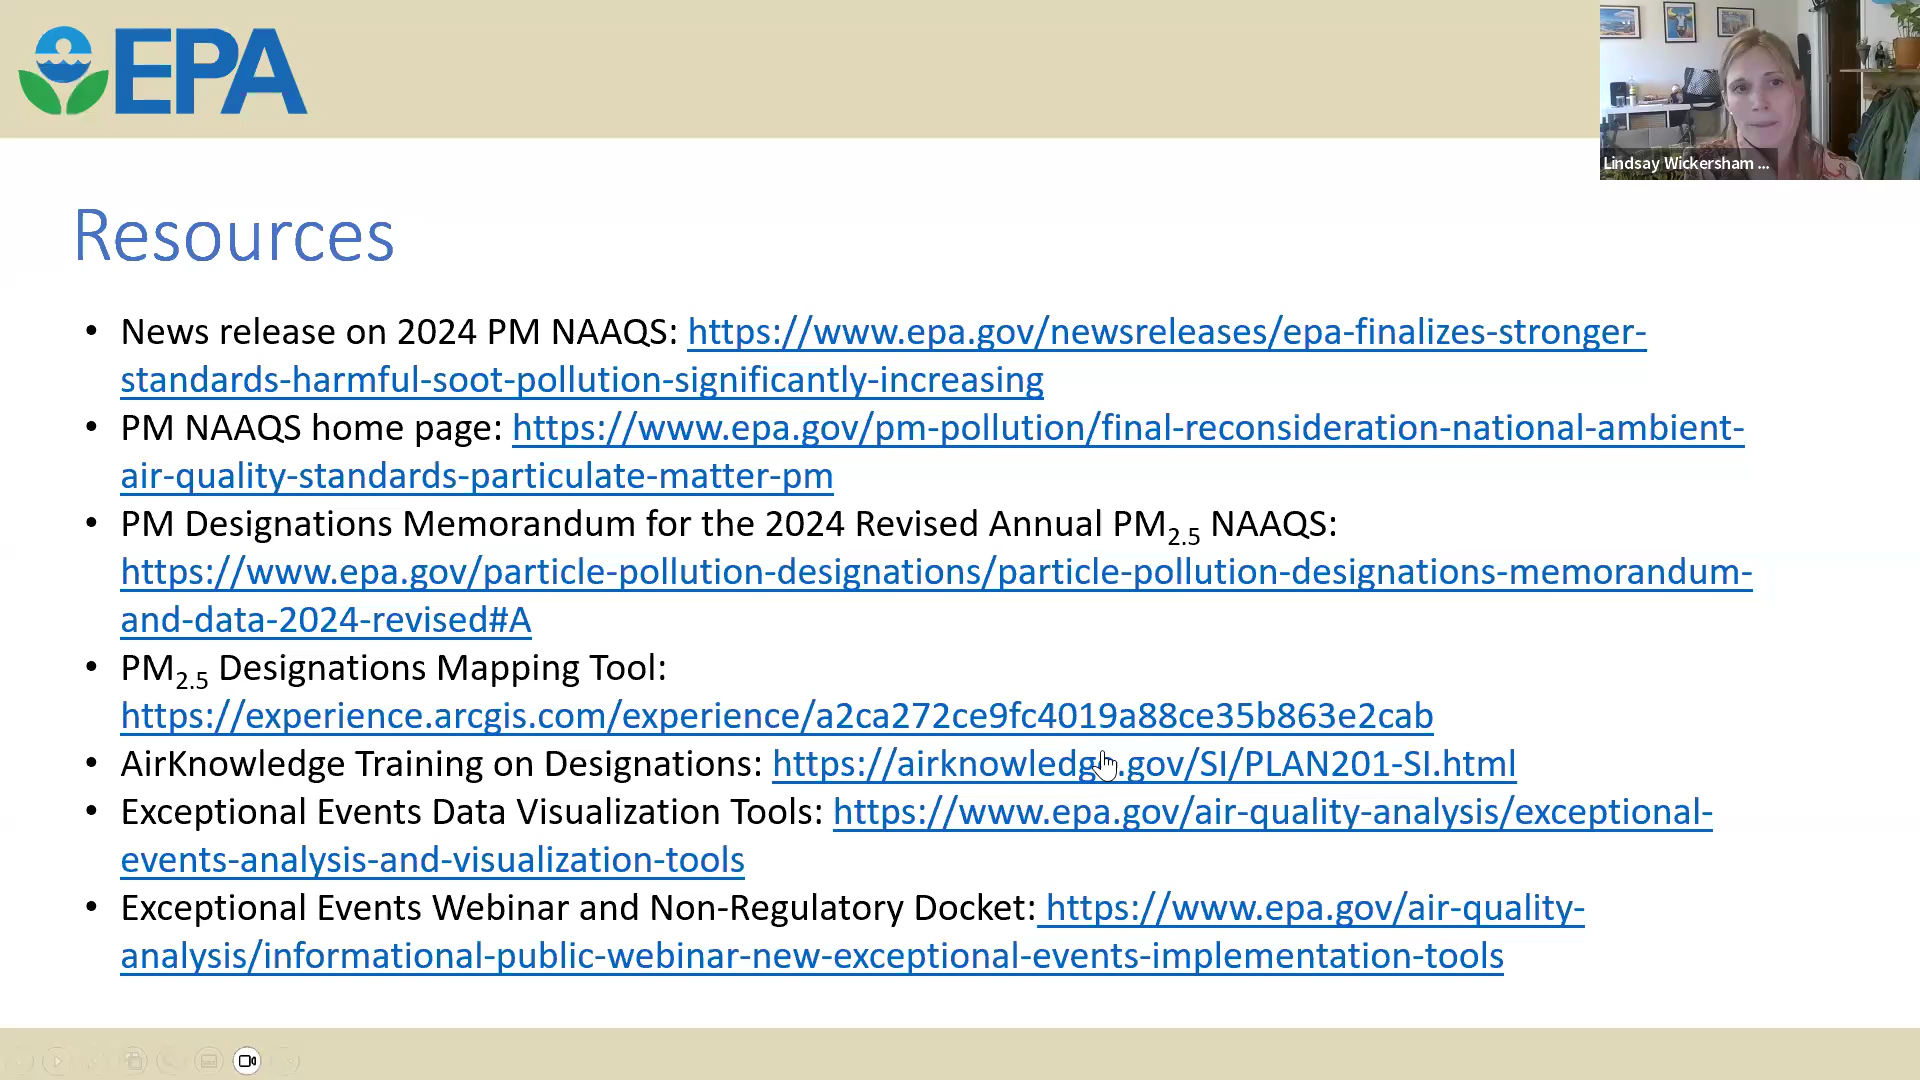 EPA
Lindsay Wickersham ...
Resources
• News release on 2024 PM NAAQS: https://www.epa.gov/newsreleases/epa-finalizes-stronger-
standards-harmful-soot-pollution-significantly-increasing
• PM NAAQS home page: https://www.epa.gov/pm-pollution/final-reconsideration-national-ambient-
air-quality-standards-particulate-matter-pm
• PM Designations Memorandum for the 2024 Revised Annual PM2.5 NAAQS:
https://www.epa.gov/particle-pollution-designations/particle-pollution-designations-memorandum-
and-data-2024-revised#A
• PM2.5 Designations Mapping Tool:
https://experience.arcgis.com/experience/a2ca272ce9fc4019a88ce35b863e2cab
• AirKnowledge Training on Designations: https://airknowledge.gov/SI/PLAN201-SI.html
• Exceptional Events Data Visualization Tools: https://www.epa.gov/air-quality-analysis/exceptional-
events-analysis-and-visualization-tools
• Exceptional Events Webinar and Non-Regulatory Docket: https://www.epa.gov/air-quality-
analysis/informational-public-webinar-new-exceptional-events-implementation-tools